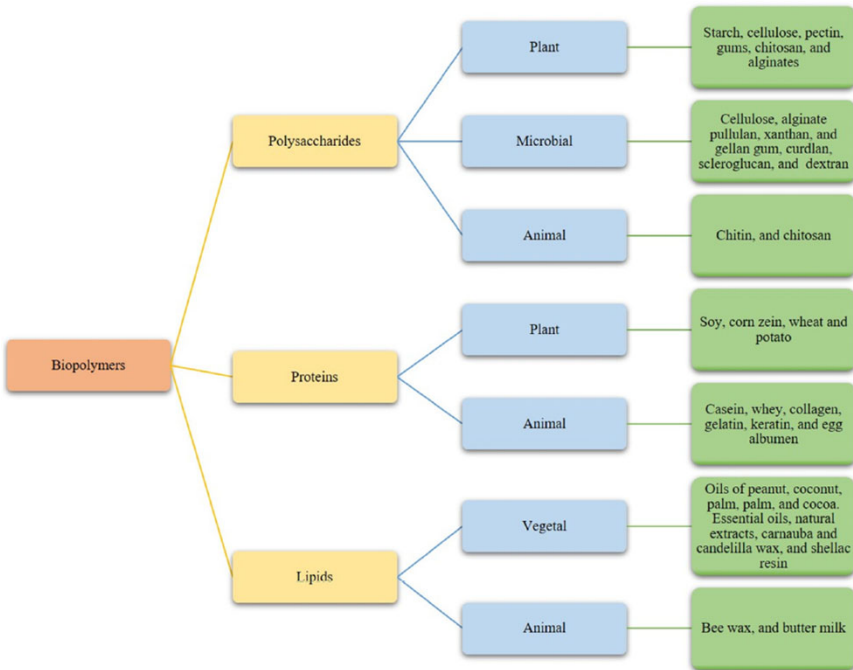 Biopolymers
Polysaccharides
Plant
Starch, cellulose, pectin,
gums, chitosan, and
alginates
Microbial
Cellulose, alginate
pullulan, xanthan, and
gellan gum, curdlan,
scleroglucan, and dextran
Animal
Chitin, and chitosan
Proteins
Plant
Soy, corn zein, wheat and
potato
Animal
Casein, whey, collagen,
gelatin, keratin, and egg
albumen
Lipids
Vegetal
Oils of peanut, coconut,
palm, palm, and cocoa.
Essential oils, natural
extracts, carnauba and
candelilla wax, and shellac
resin
Animal
Bee wax, and butter milk